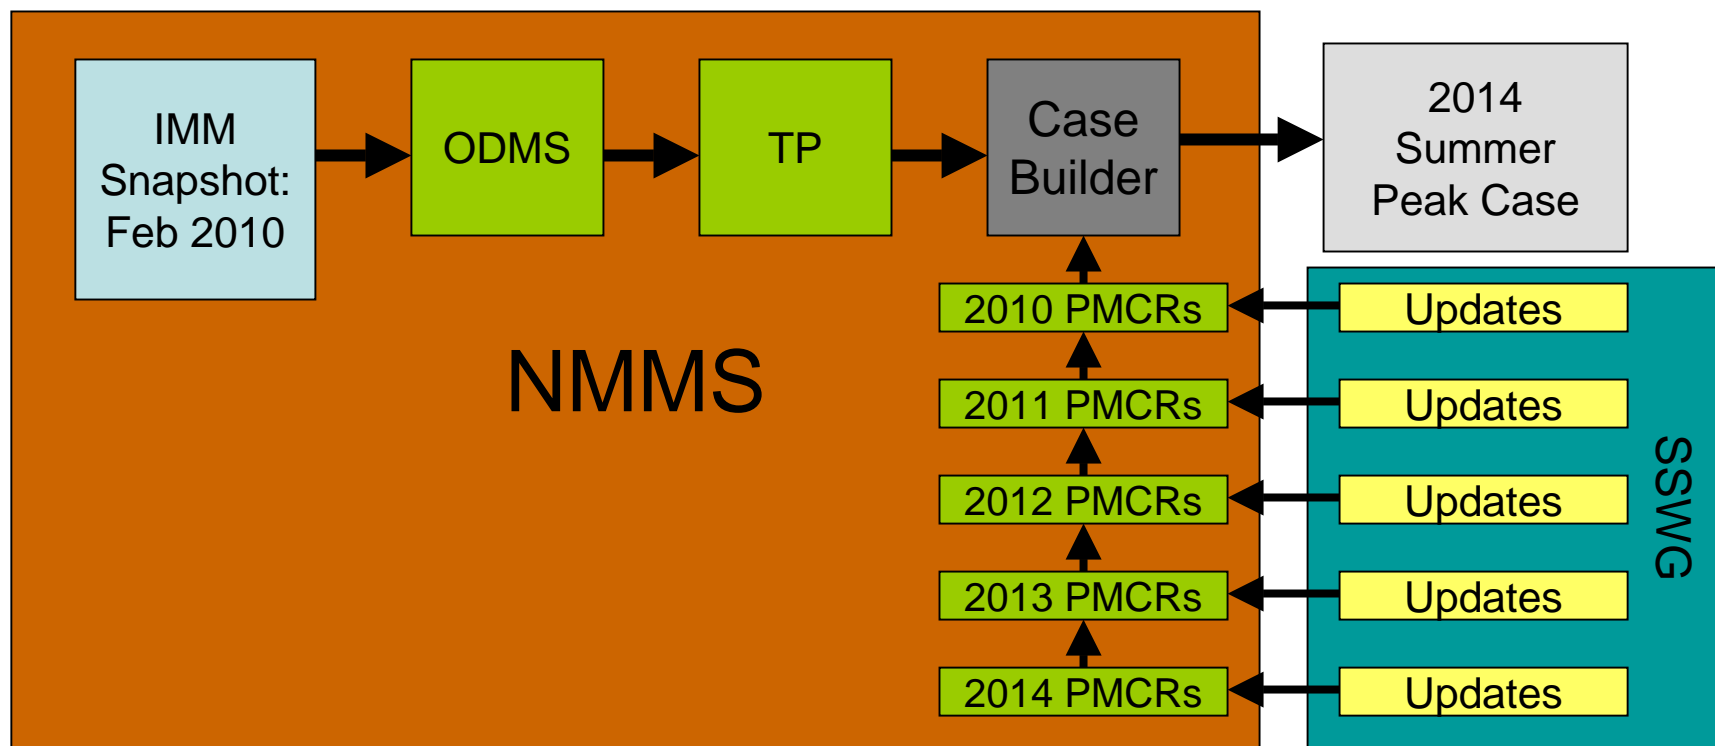 IMM
Snapshot:
Feb 2010
ODMS
TP
Case
Builder
2014
Summer
Peak Case
NMMS
2010 PMCRs
Updates
2011 PMCRs
Updates
2012 PMCRs
Updates
2013 PMCRs
Updates
2014 PMCRs
Updates
SSWG